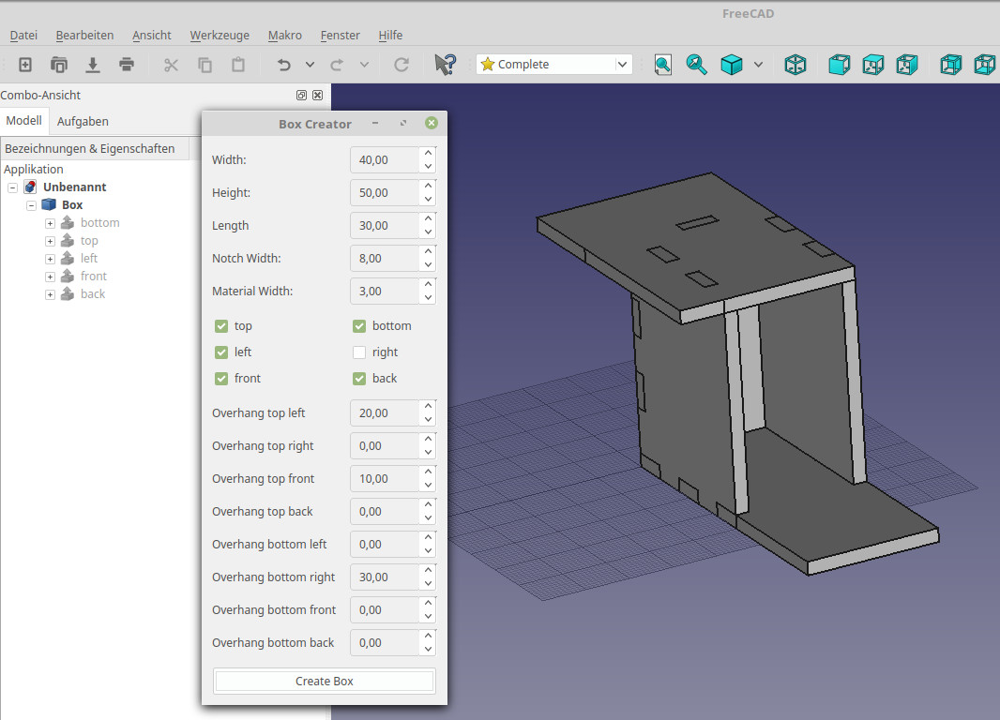 FreeCAD
Datei Bearbeiten Ansicht Werkzeuge Makro Fenster Hilfe
Complete
Combo-Ansicht
Modell Aufgaben
Bezeichnungen & Eigenschaften
Applikation
Unbenannt
Box
bottom
top
left
front
back
Box Creator
Width: 40,00
Height: 50,00
Length 30,00
Notch Width: 8,00
Material Width: 3,00
top bottom
left right
front back
Overhang top left 20,00
Overhang top right 0,00
Overhang top front 10,00
Overhang top back 0,00
Overhang bottom left 0,00
Overhang bottom right 30,00
Overhang bottom front 0,00
Overhang bottom back 0,00
Create Box